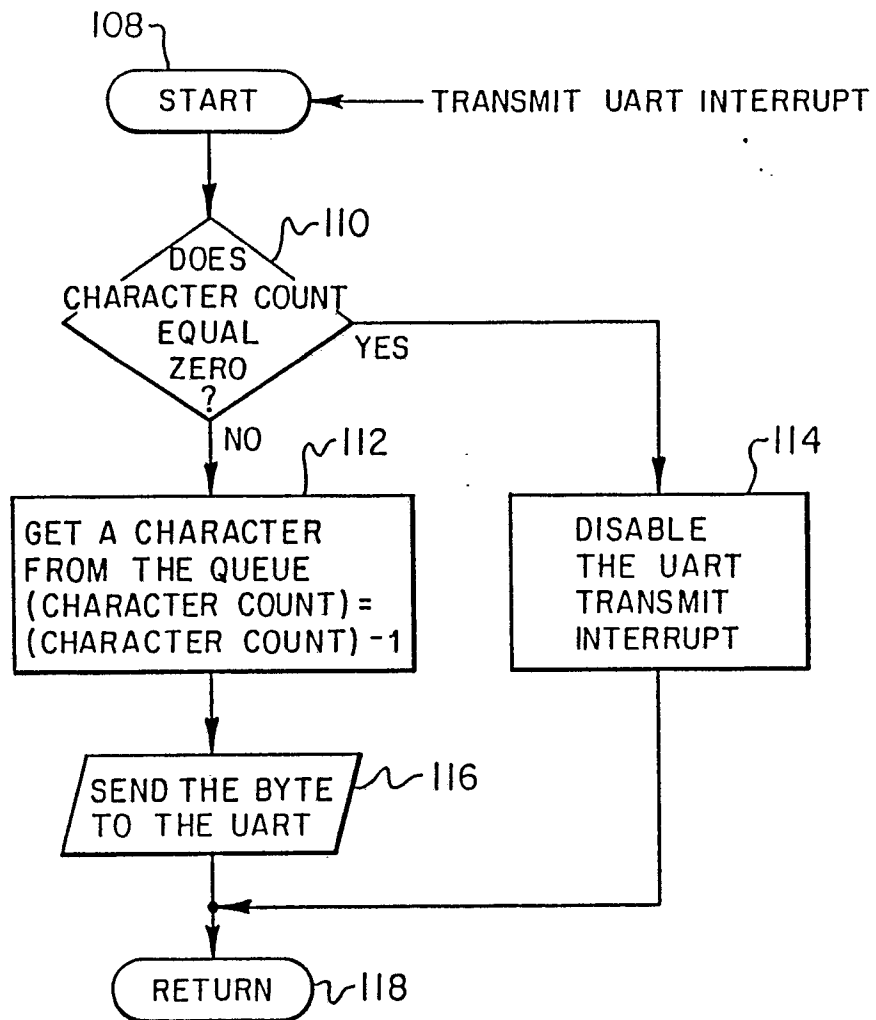 108
START
TRANSMIT UART INTERRUPT
110
DOES
CHARACTER COUNT
EQUAL
ZERO
?
YES
NO
112
114
GET A CHARACTER
FROM THE QUEUE
(CHARACTER COUNT) =
(CHARACTER COUNT) -1
DISABLE
THE UART
TRANSMIT
INTERRUPT
SEND THE BYTE
TO THE UART
116
RETURN
118